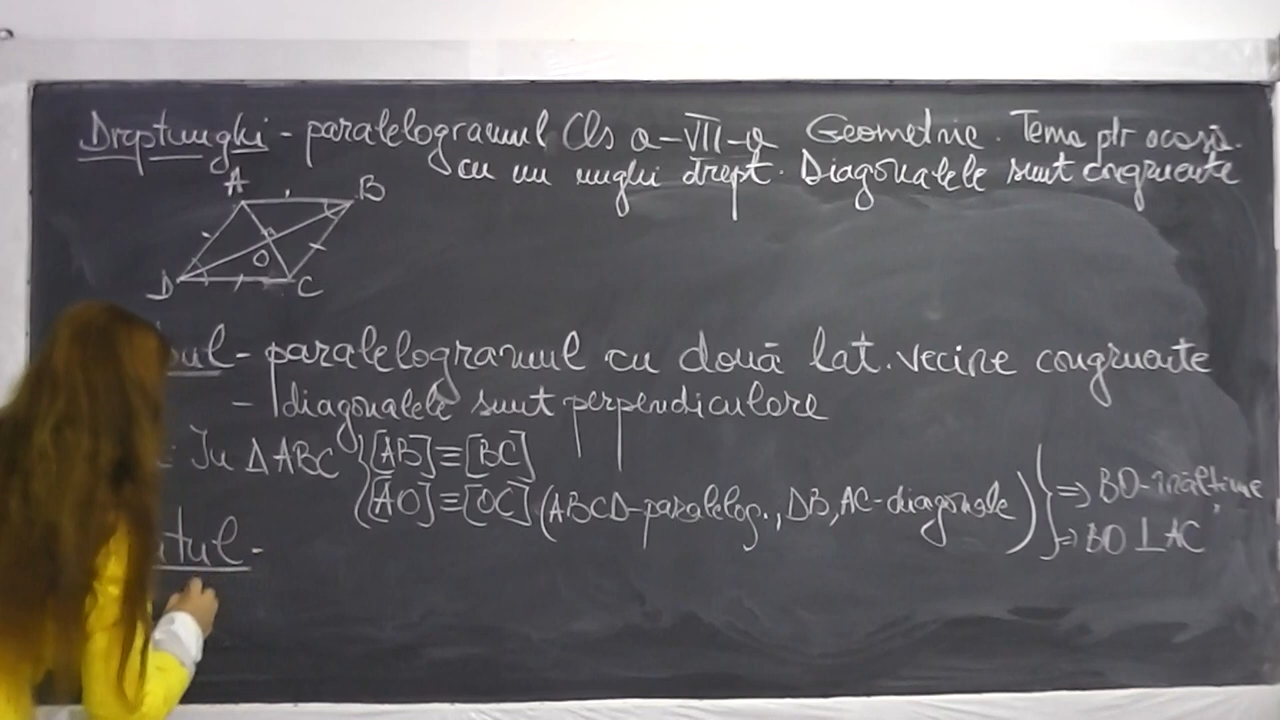 Dreptunghi - paralelogramul Cls a-VII-a Geometrie. Tema ptr acasă.
cu un unghi drept. Diagonalele sunt congruente
A B
O
D C
- paralelogramul cu două lat. vecine congruente
- diagonalele sunt perpendiculare
În ΔABC { [AB]≡[BC]
[AO]≡[OC] (ABCD-paralelog., DB, AC-diagonale) } => BO-înălțime
=> BO ⊥ AC